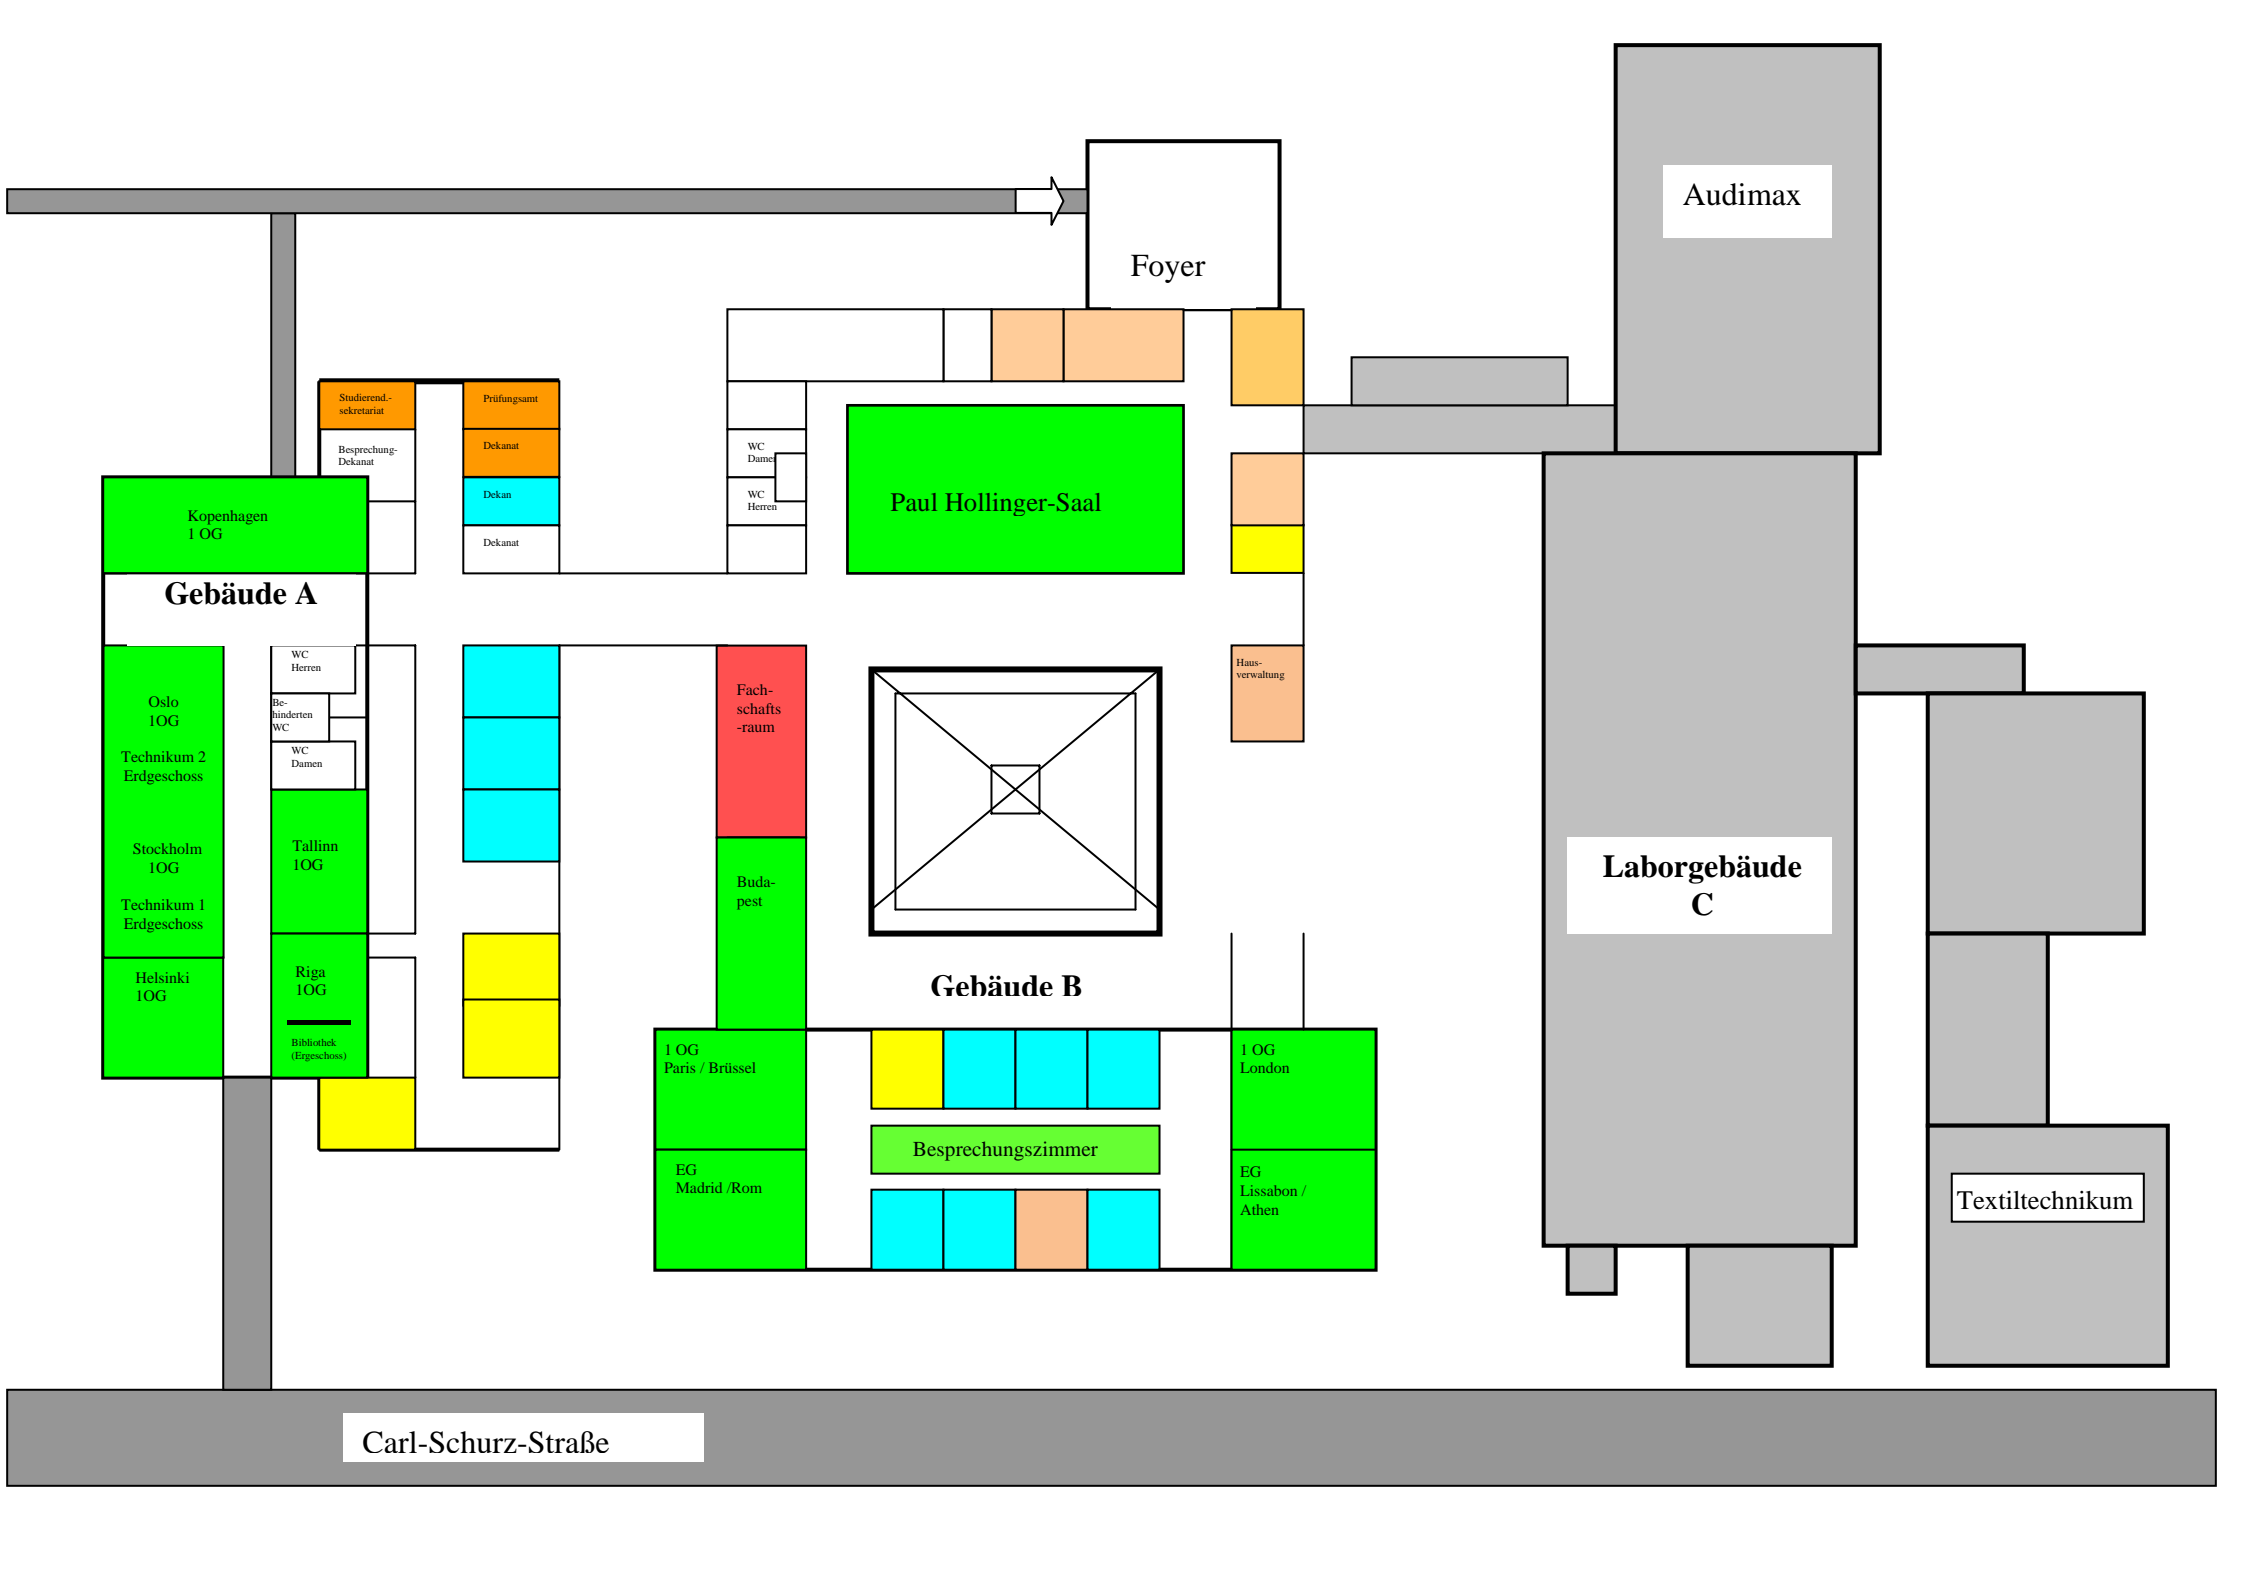 Audimax
Foyer
Studierend.-
sekretariat
Prüfungsamt
Besprechung-
Dekanat
Dekanat
Dekan
Dekanat
WC
Damen
WC
Herren
Paul Hollinger-Saal
Kopenhagen
1 OG
Gebäude A
WC
Herren
Be-
hinderten
WC
WC
Damen
Oslo
1OG
Technikum 2
Erdgeschoss
Stockholm
1OG
Technikum 1
Erdgeschoss
Tallinn
1OG
Helsinki
1OG
Riga
1OG
Bibliothek
(Ergeschoss)
Fach-
schafts
-raum
Haus-
verwaltung
Buda-
pest
Gebäude B
1 OG
Paris / Brüssel
EG
Madrid /Rom
Besprechungszimmer
1 OG
London
EG
Lissabon /
Athen
Laborgebäude
C
Textiltechnikum
Carl-Schurz-Straße